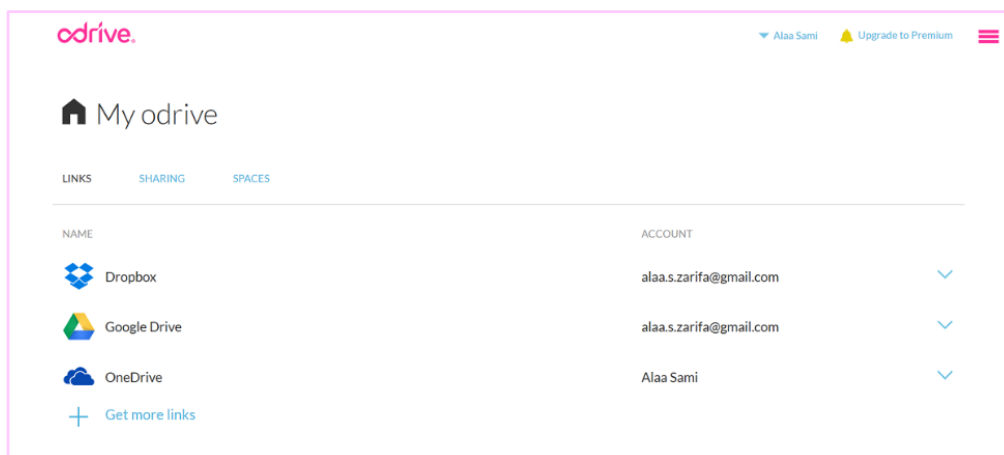 odrive.
Alaa Sami Upgrade to Premium
My odrive
LINKS SHARING SPACES
NAME ACCOUNT
Dropbox alaa.s.zarifa@gmail.com
Google Drive alaa.s.zarifa@gmail.com
OneDrive Alaa Sami
Get more links